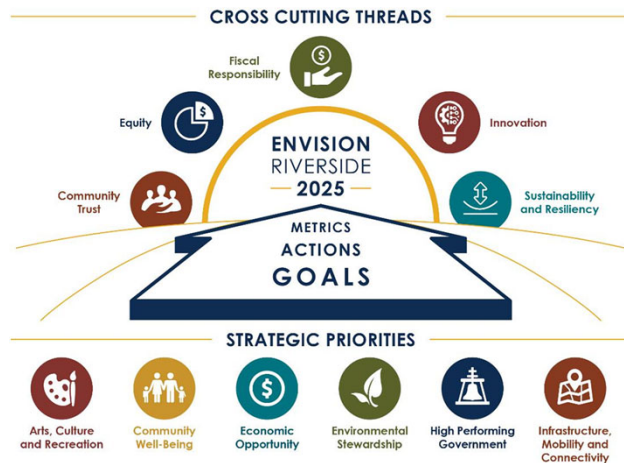 CROSS CUTTING THREADS
Fiscal
Responsibility
$
Equity
$
Innovation
Community
Trust
Sustainability
and Resiliency
ENVISION
RIVERSIDE
2025
METRICS
ACTIONS
GOALS
STRATEGIC PRIORITIES
$
Arts, Culture
and Recreation
Community
Well-Being
Economic
Opportunity
Environmental
Stewardship
High Performing
Government
Infrastructure,
Mobility and
Connectivity